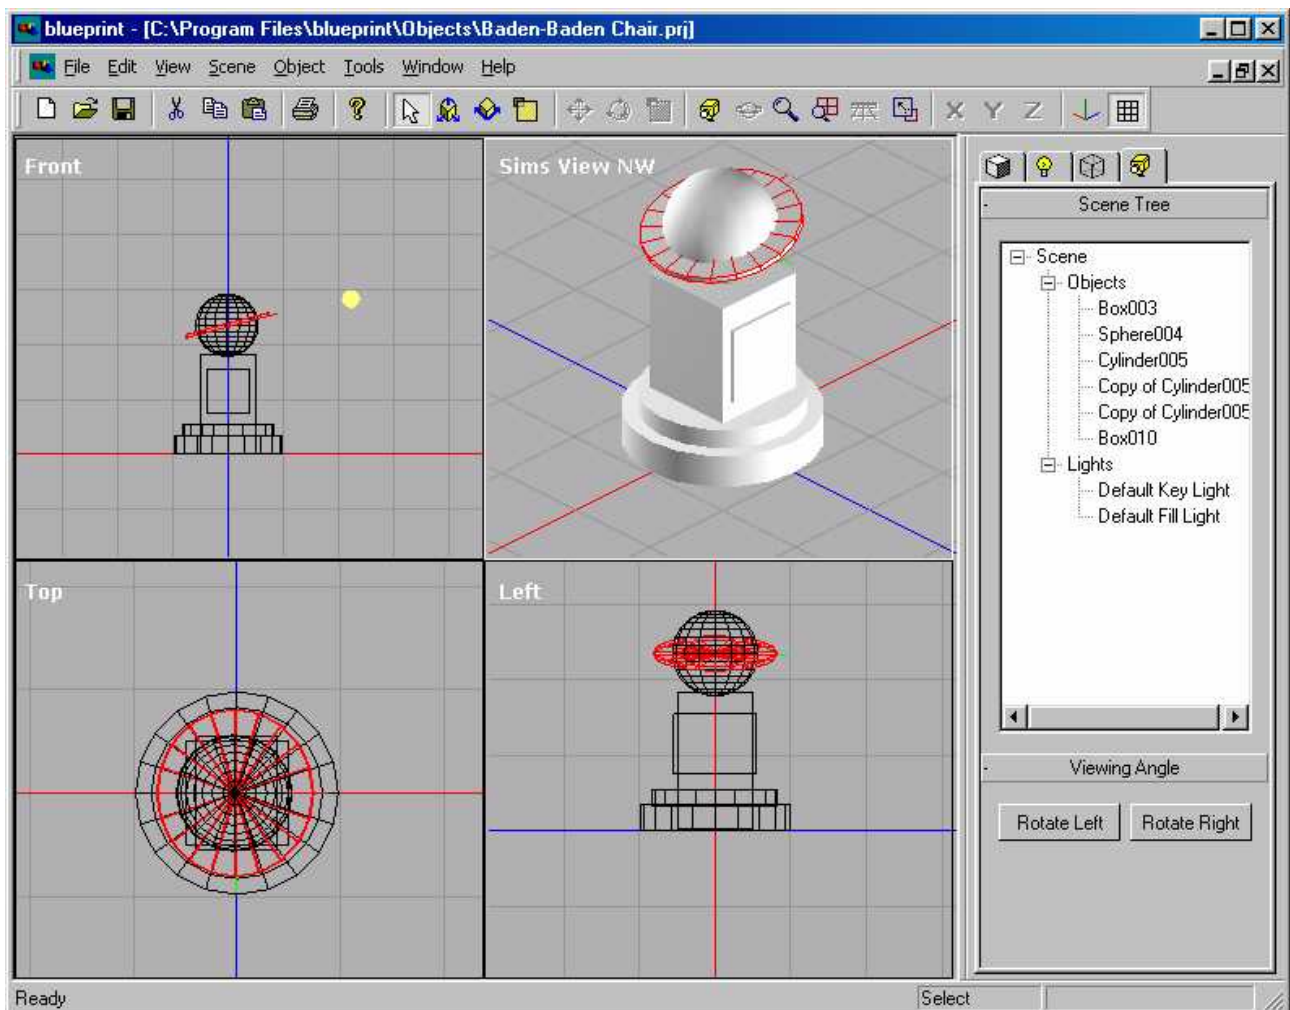 blueprint - [C:\Program Files\blueprint\Objects\Baden-Baden Chair.prj]
File Edit View Scene Object Tools Window Help
X Y Z
Front
Sims View NW
Top
Left
Scene Tree
Scene
Objects
Box003
Sphere004
Cylinder005
Copy of Cylinder005
Copy of Cylinder005
Box010
Lights
Default Key Light
Default Fill Light
Viewing Angle
Rotate Left Rotate Right
Ready Select